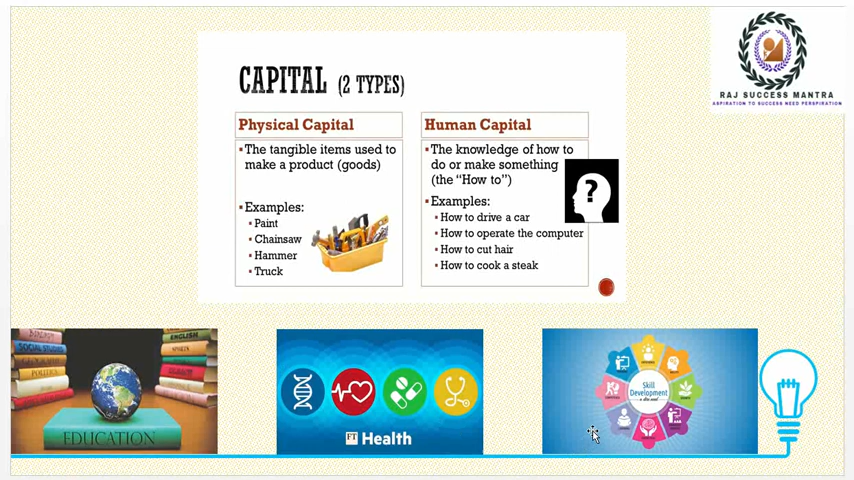 CAPITAL (2 TYPES)
RAJ SUCCESS MANTRA
ASPIRATION TO SUCCESS NEED PERSPIRATION
Physical Capital
▪The tangible items used to
make a product (goods)
▪Examples:
▪Paint
▪Chainsaw
▪Hammer
▪Truck
Human Capital
▪The knowledge of how to
do or make something
(the “How to”)
▪Examples:
▪How to drive a car
▪How to operate the computer
▪How to cut hair
▪How to cook a steak
?
SOCIAL STUDIES
POLITICS
ENGLISH
EDUCATION
FT Health
Skill
Development